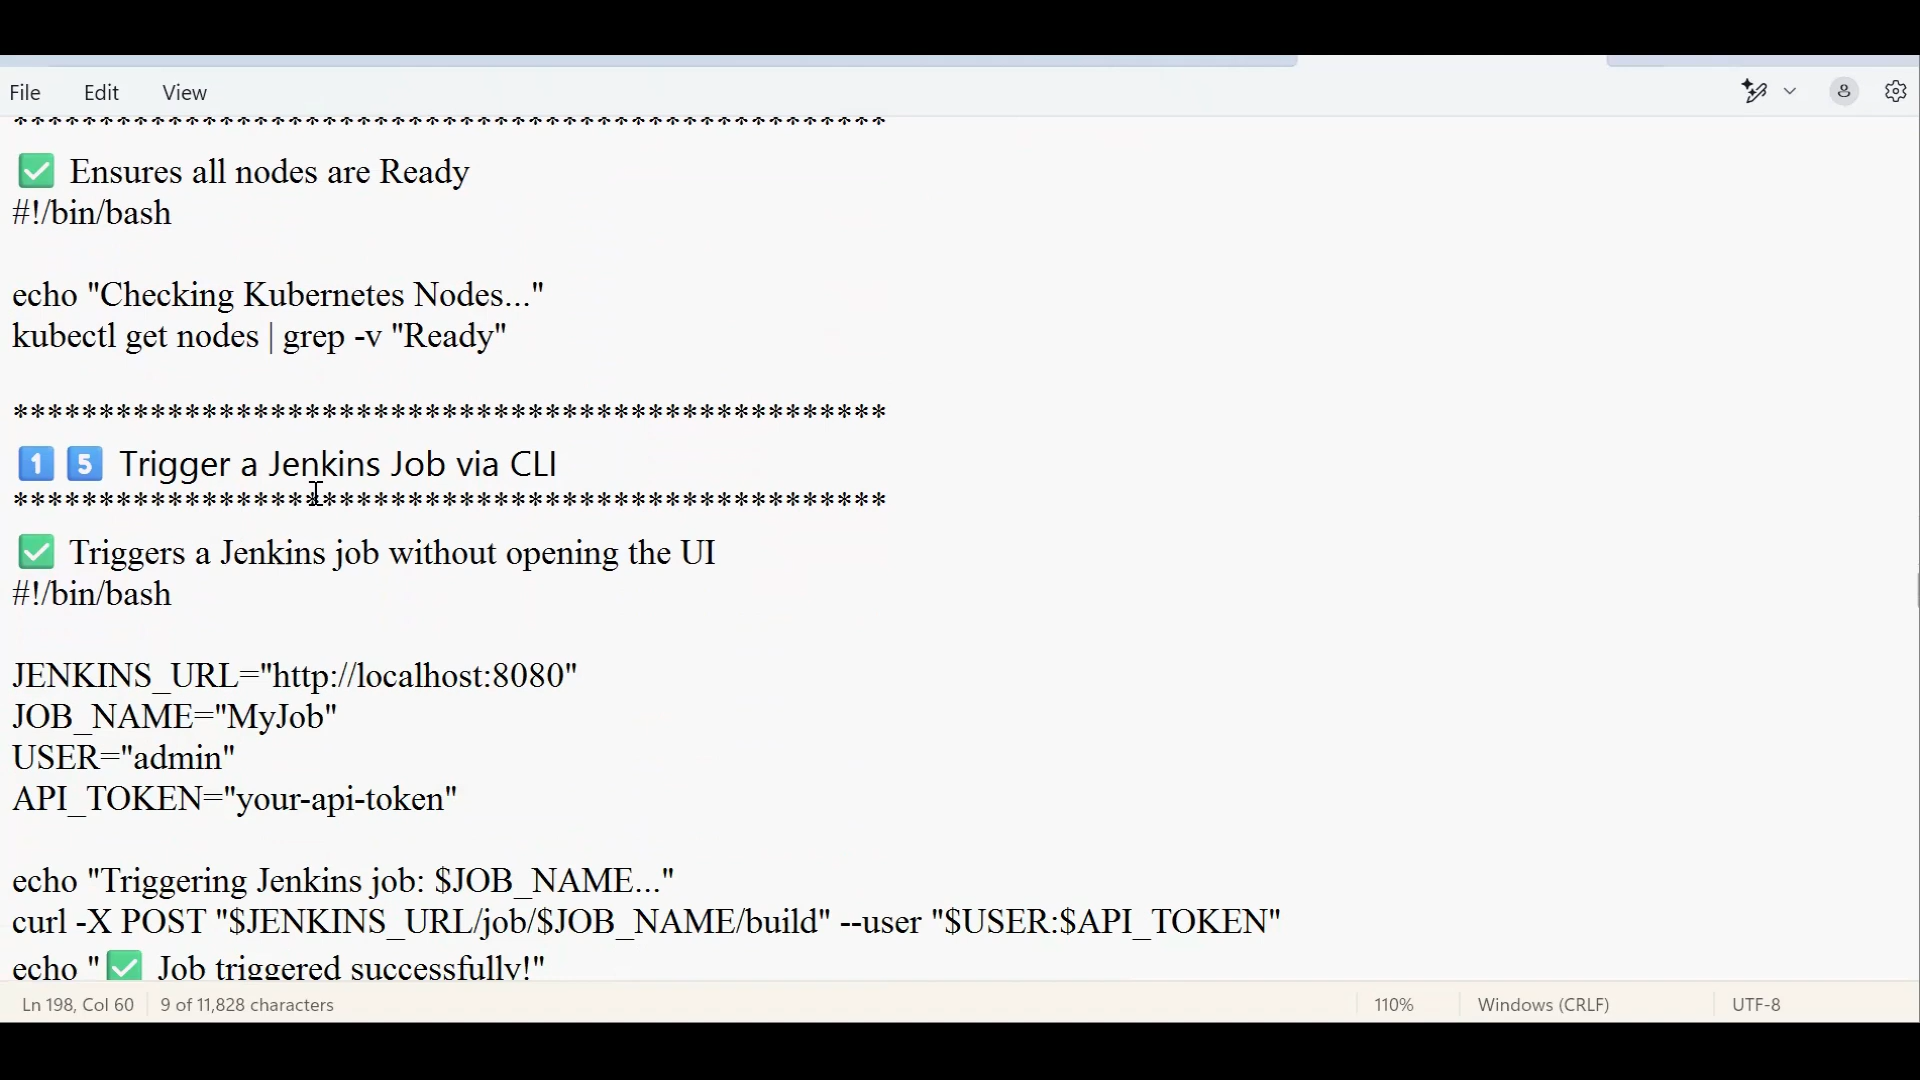 File Edit View
**************************************************
✅ Ensures all nodes are Ready
#!/bin/bash
echo "Checking Kubernetes Nodes..."
kubectl get nodes | grep -v "Ready"
**************************************************
1️⃣5️⃣ Trigger a Jenkins Job via CLI
**************************************************
✅ Triggers a Jenkins job without opening the UI
#!/bin/bash
JENKINS_URL="http://localhost:8080"
JOB_NAME="MyJob"
USER="admin"
API_TOKEN="your-api-token"
echo "Triggering Jenkins job: $JOB_NAME..."
curl -X POST "$JENKINS_URL/job/$JOB_NAME/build" --user "$USER:$API_TOKEN"
echo "✅ Job triggered successfully!"
Ln 198, Col 60 9 of 11,828 characters 110% Windows (CRLF) UTF-8